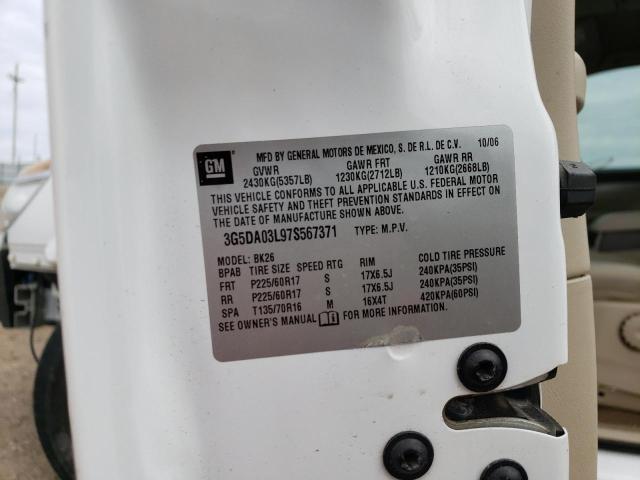 GM
MFD BY GENERAL MOTORS DE MEXICO, S. DE R.L. DE C.V. 10/06
GVWR GAWR FRT GAWR RR
2430KG(5357LB) 1230KG(2712LB) 1210KG(2668LB)
THIS VEHICLE CONFORMS TO ALL APPLICABLE U.S. FEDERAL MOTOR
VEHICLE SAFETY AND THEFT PREVENTION STANDARDS IN EFFECT ON
THE DATE OF MANUFACTURE SHOWN ABOVE.
3G5DA03L97S567371 TYPE: M.P.V.
MODEL: BK26
BPAB TIRE SIZE SPEED RTG RIM COLD TIRE PRESSURE
FRT P225/60R17 S 17X6.5J 240KPA(35PSI)
RR P225/60R17 S 17X6.5J 240KPA(35PSI)
SPA T135/70R16 M 16X4T 420KPA(60PSI)
SEE OWNER'S MANUAL FOR MORE INFORMATION.